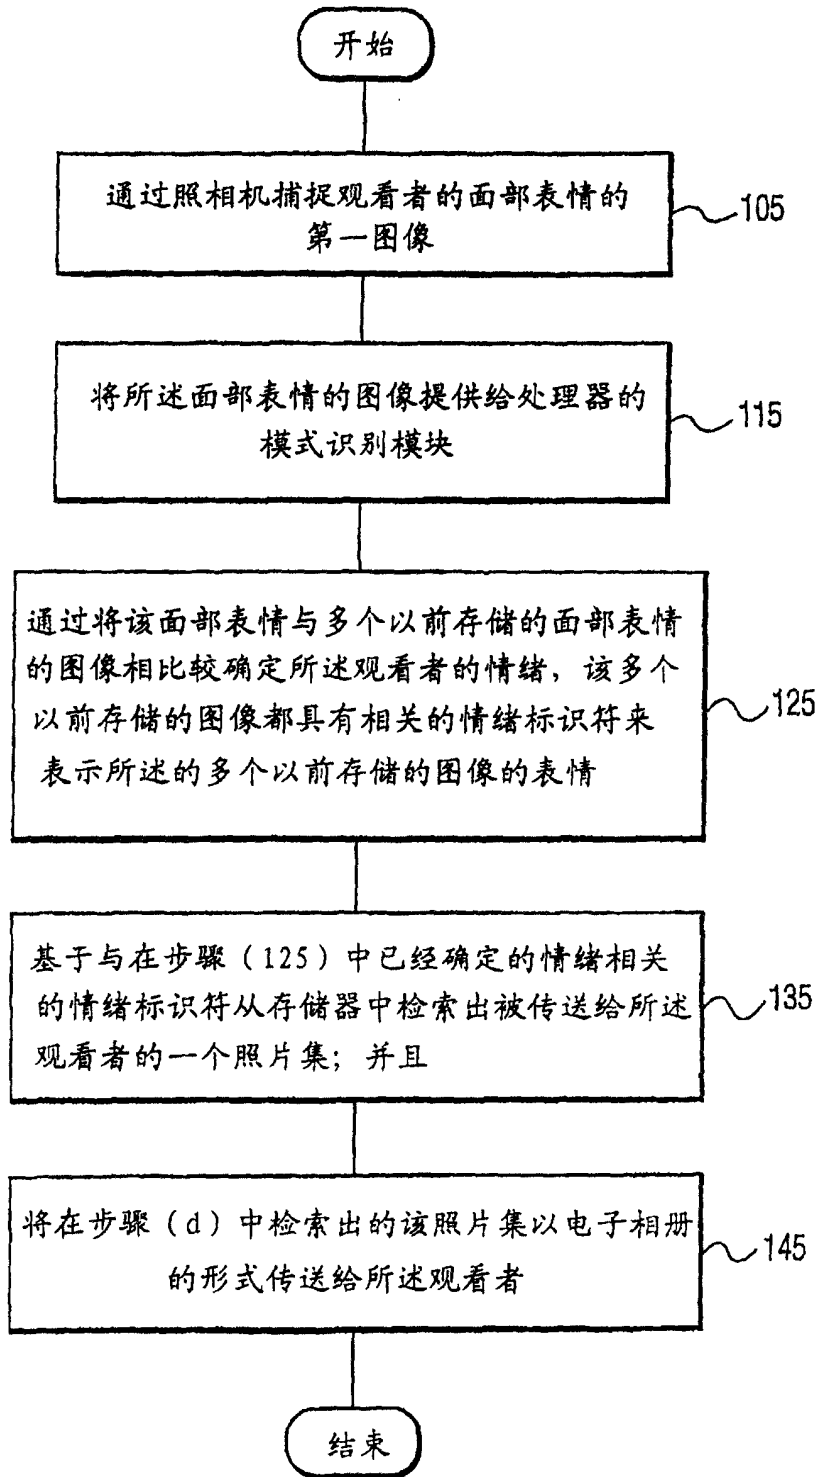 开始
通过照相机捕捉观看者的面部表情的
第一图像
105
将所述面部表情的图像提供给处理器的
模式识别模块
115
通过将该面部表情与多个以前存储的面部表情
的图像相比较确定所述观看者的情绪，该多个
以前存储的图像都具有相关的情绪标识符来
表示所述的多个以前存储的图像的表情
125
基于与在步骤（125）中已经确定的情绪相关
的情绪标识符从存储器中检索出被传送给所述
观看者的一个照片集；并且
135
将在步骤（d）中检索出的该照片集以电子相册
的形式传送给所述观看者
145
结束